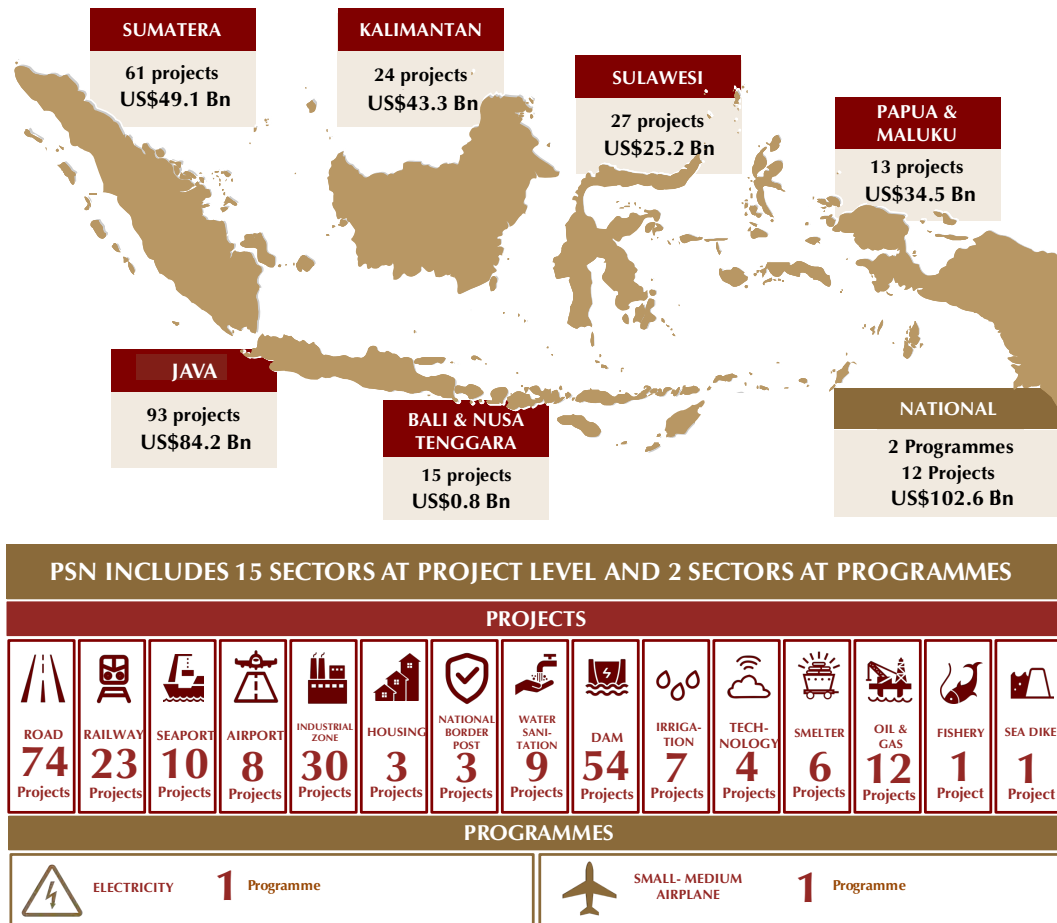 SUMATERA
61 projects
US$49.1 Bn
KALIMANTAN
24 projects
US$43.3 Bn
SULAWESI
27 projects
US$25.2 Bn
PAPUA &
MALUKU
13 projects
US$34.5 Bn
JAVA
93 projects
US$84.2 Bn
BALI & NUSA
TENGGARA
15 projects
US$0.8 Bn
NATIONAL
2 Programmes
12 Projects
US$102.6 Bn
PSN INCLUDES 15 SECTORS AT PROJECT LEVEL AND 2 SECTORS AT PROGRAMMES
PROJECTS
ROAD
74
Projects
RAILWAY
23
Projects
SEAPORT
10
Projects
AIRPORT
8
Projects
INDUSTRIAL
ZONE
30
Projects
HOUSING
3
Projects
NATIONAL
BORDER
POST
3
Projects
WATER
SANI-
TATION
9
Projects
DAM
54
Projects
IRRIGA-
TION
7
Projects
TECH-
NOLOGY
4
Projects
SMELTER
6
Projects
OIL &
GAS
12
Projects
FISHERY
1
Project
SEA DIKE
1
Project
PROGRAMMES
ELECTRICITY 1 Programme
SMALL- MEDIUM
AIRPLANE
1 Programme